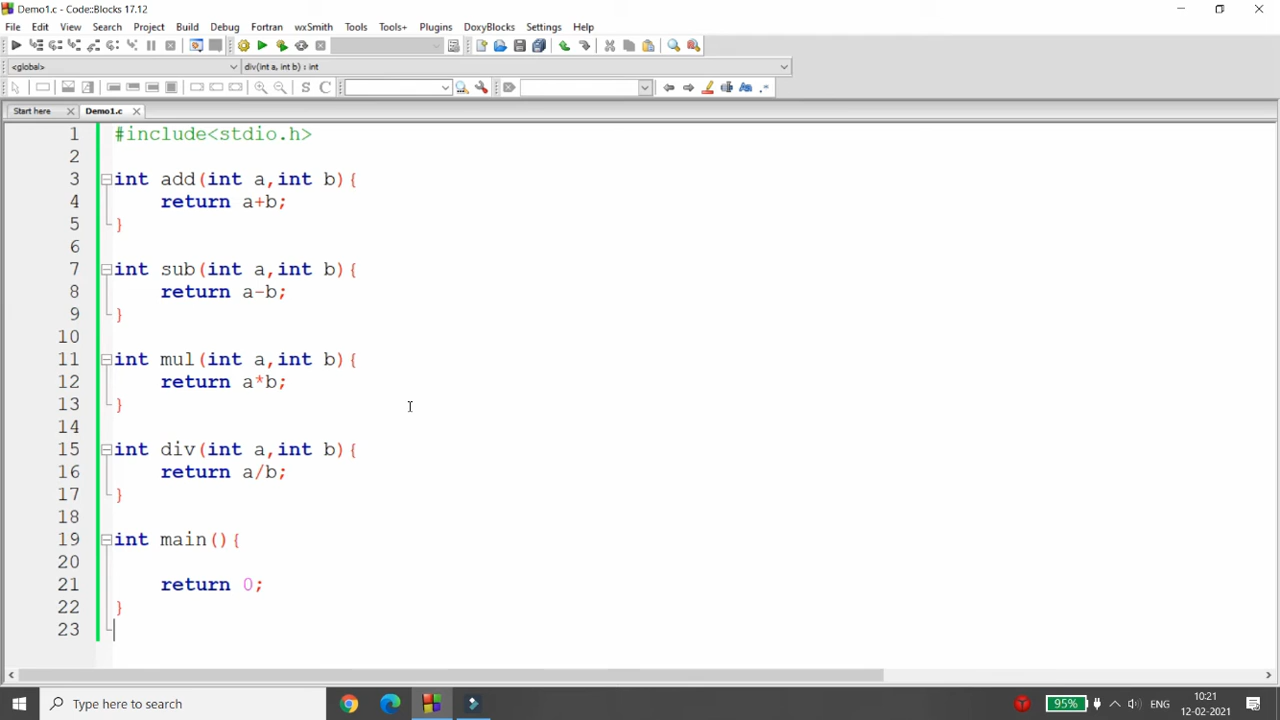 Demo1.c - Code::Blocks 17.12
File Edit View Search Project Build Debug Fortran wxSmith Tools Tools+ Plugins DoxyBlocks Settings Help
<global> div(int a, int b) : int
S C
Start here Demo1.c
1 #include<stdio.h>
2
3 int add(int a,int b){
4 return a+b;
5 }
6
7 int sub(int a,int b){
8 return a-b;
9 }
10
11 int mul(int a,int b){
12 return a*b;
13 }
14
15 int div(int a,int b){
16 return a/b;
17 }
18
19 int main(){
20
21 return 0;
22 }
23
Type here to search 95% ENG 10:21
12-02-2021